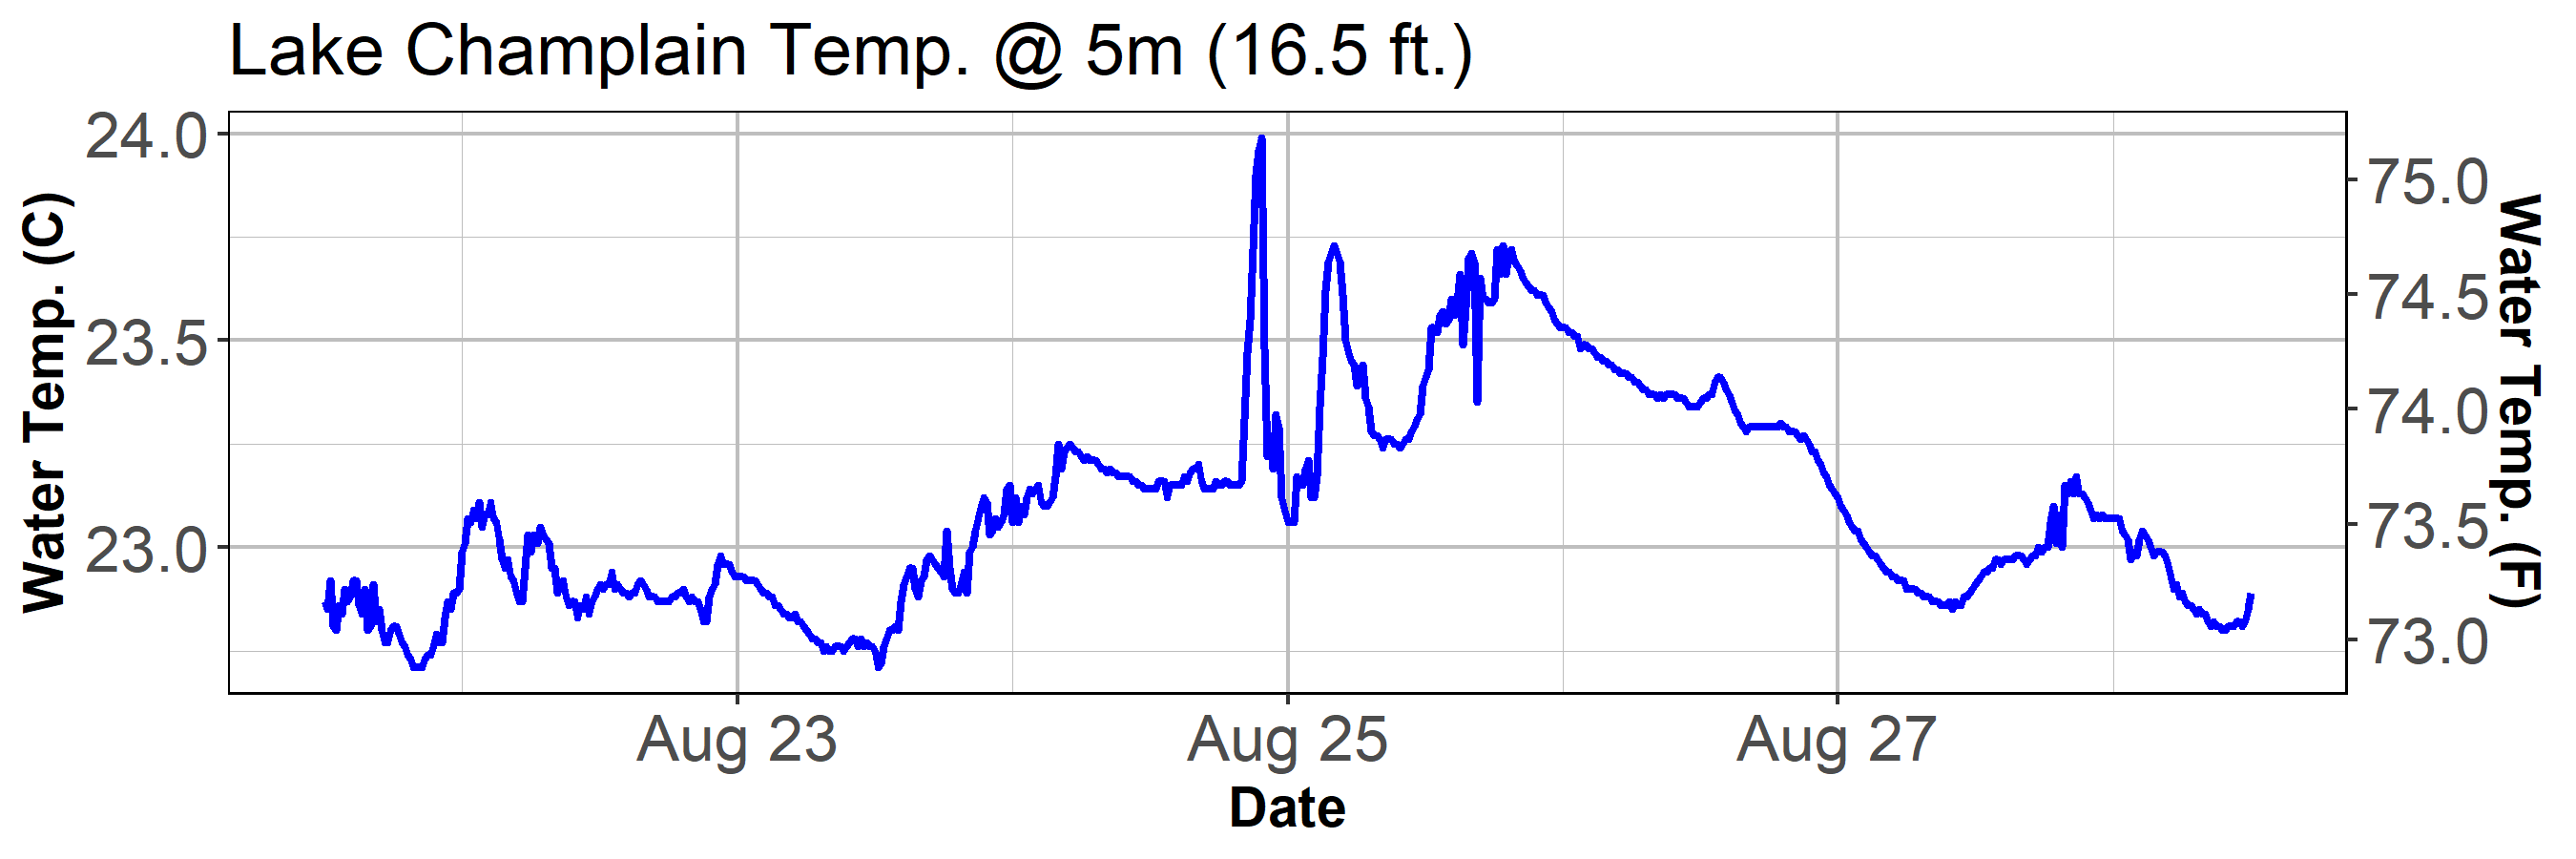 Lake Champlain Temp. @ 5m (16.5 ft.)
Water Temp. (C)
24.0
23.5
23.0
75.0
74.5
74.0
73.5
73.0
Water Temp. (F)
Aug 23
Aug 25
Aug 27
Date